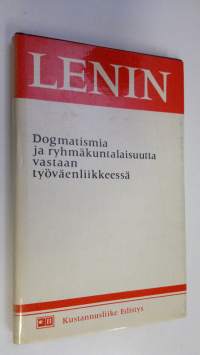 LENIN
Dogmatismia
ja ryhmäkuntalaisuutta
vastaan
työväenliikkeessä
Kustannusliike Edistys